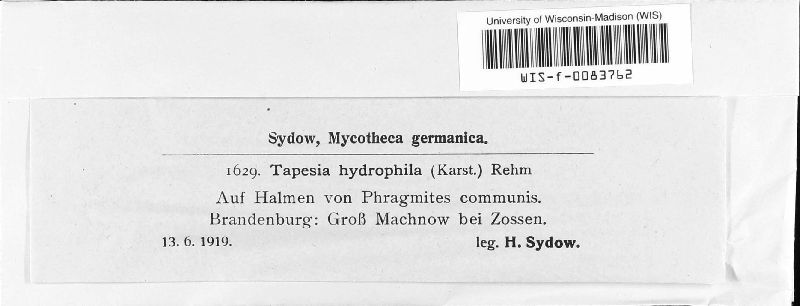 University of Wisconsin-Madison (WIS)
WIS-f-0083762
Sydow, Mycotheca germanica.
1629. Tapesia hydrophila (Karst.) Rehm
Auf Halmen von Phragmites communis.
Brandenburg: Groß Machnow bei Zossen.
13. 6. 1919. leg. H. Sydow.